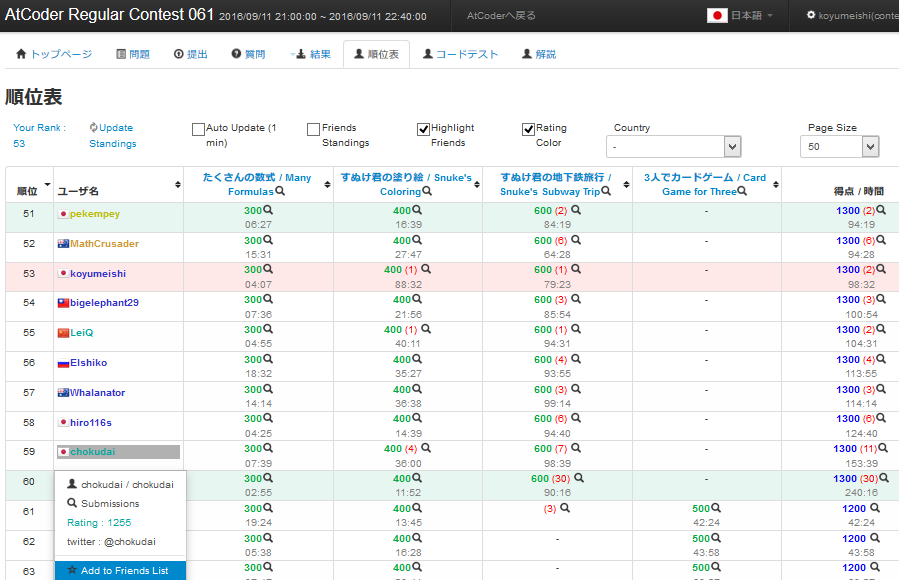 AtCoder Regular Contest 061 2016/09/11 21:00:00 ~ 2016/09/11 22:40:00 AtCoderへ戻る 日本語 koyumeishi(conte
トップページ 問題 提出 質問 結果 順位表 コードテスト 解説
順位表
Your Rank : 53 Update Standings Auto Update (1 min) Friends Standings Highlight Friends Rating Color Country - Page Size 50
順位 ユーザ名 たくさんの数式 / Many Formulas すぬけ君の塗り絵 / Snuke's Coloring すぬけ君の地下鉄旅行 / Snuke's Subway Trip 3人でカードゲーム / Card Game for Three 得点 / 時間
51 pekempey 300 400 600 (2) - 1300 (2)
06:27 16:39 84:19 94:19
52 MathCrusader 300 400 600 (6) - 1300 (6)
15:31 27:47 64:28 94:28
53 koyumeishi 300 400 (1) 600 (1) - 1300 (2)
04:07 88:32 79:23 98:32
54 bigelephant29 300 400 600 (3) - 1300 (3)
07:36 21:56 85:54 100:54
55 LeiQ 300 400 (1) 600 (1) - 1300 (2)
04:55 40:11 94:31 104:31
56 Elshiko 300 400 600 (4) - 1300 (4)
18:32 35:27 93:55 113:55
57 Whalanator 300 400 600 (3) - 1300 (3)
14:14 36:38 99:14 114:14
58 hiro116s 300 400 600 (6) - 1300 (6)
04:25 14:39 94:40 124:40
59 chokudai 300 400 (4) 600 (7) - 1300 (11)
07:39 36:00 98:39 153:39
60 300 400 600 (30) - 1300 (30)
02:55 11:52 90:16 240:16
61 300 400 (3) 500 1200
19:24 13:45 42:24 42:24
62 300 400 - 500 1200
05:38 16:28 43:58 43:58
63 300 400 - 500 1200
chokudai / chokudai
Submissions
Rating : 1255
twitter : @chokudai
Add to Friends List